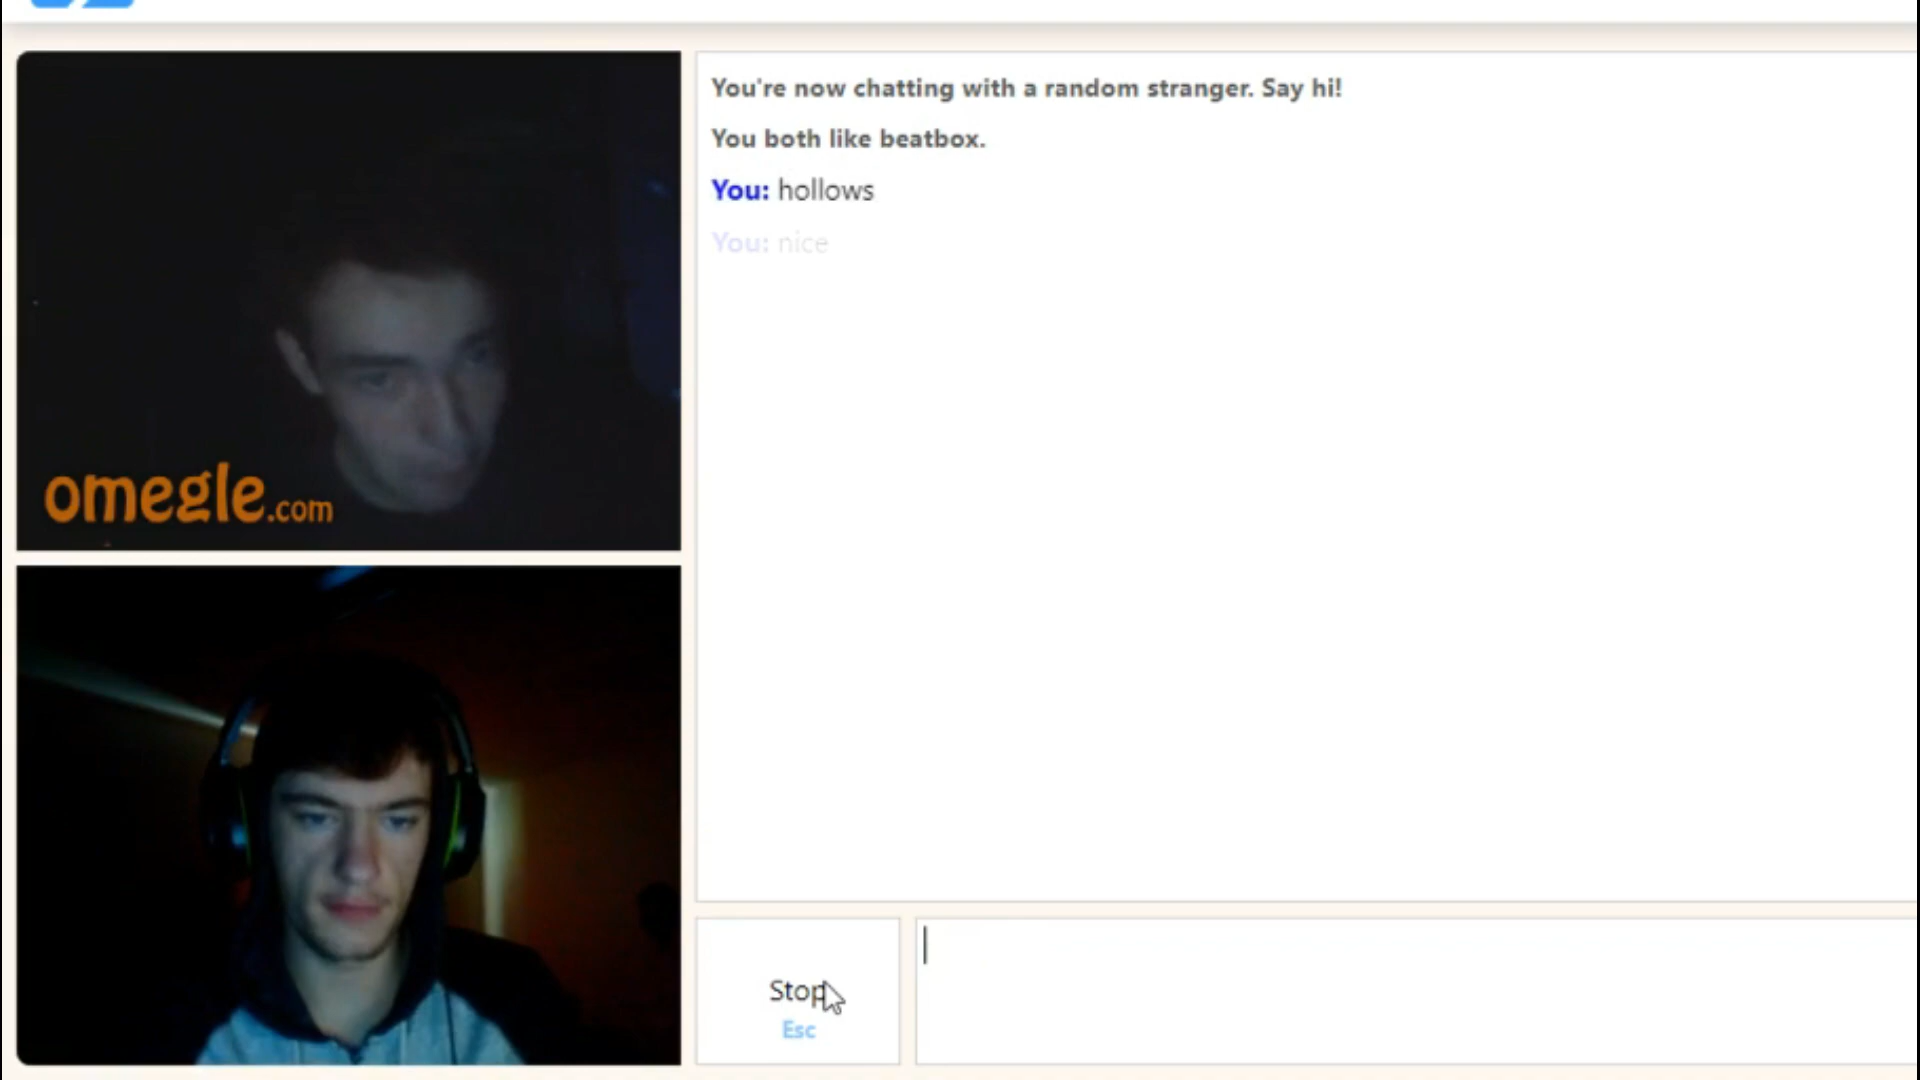 You're now chatting with a random stranger. Say hi!
You both like beatbox.
You: hollows
You: nice
omegle.com
Stop
Esc